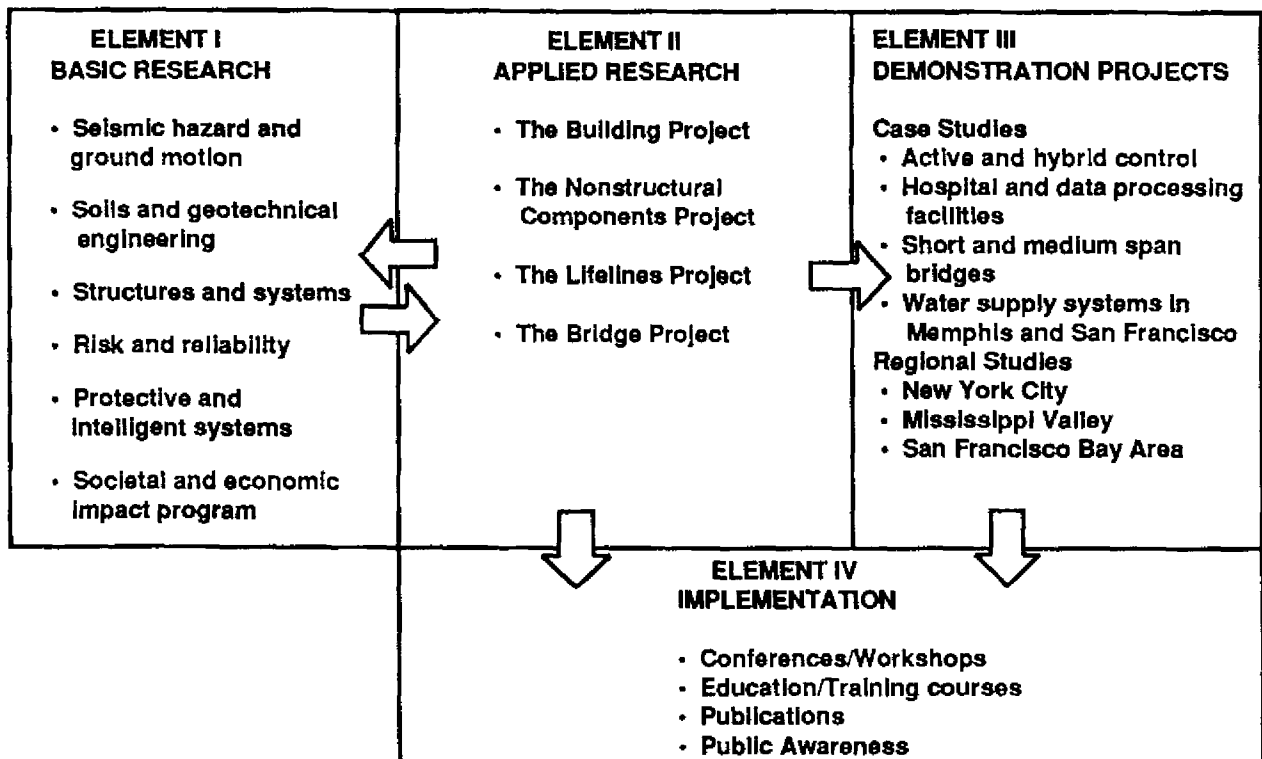 ELEMENT I
BASIC RESEARCH
• Seismic hazard and
ground motion
• Soils and geotechnical
engineering
• Structures and systems
• Risk and reliability
• Protective and
intelligent systems
• Societal and economic
impact program
ELEMENT II
APPLIED RESEARCH
• The Building Project
• The Nonstructural
Components Project
• The Lifelines Project
• The Bridge Project
ELEMENT III
DEMONSTRATION PROJECTS
Case Studies
• Active and hybrid control
• Hospital and data processing
facilities
• Short and medium span
bridges
• Water supply systems in
Memphis and San Francisco
Regional Studies
• New York City
• Mississippi Valley
• San Francisco Bay Area
ELEMENT IV
IMPLEMENTATION
• Conferences/Workshops
• Education/Training courses
• Publications
• Public Awareness